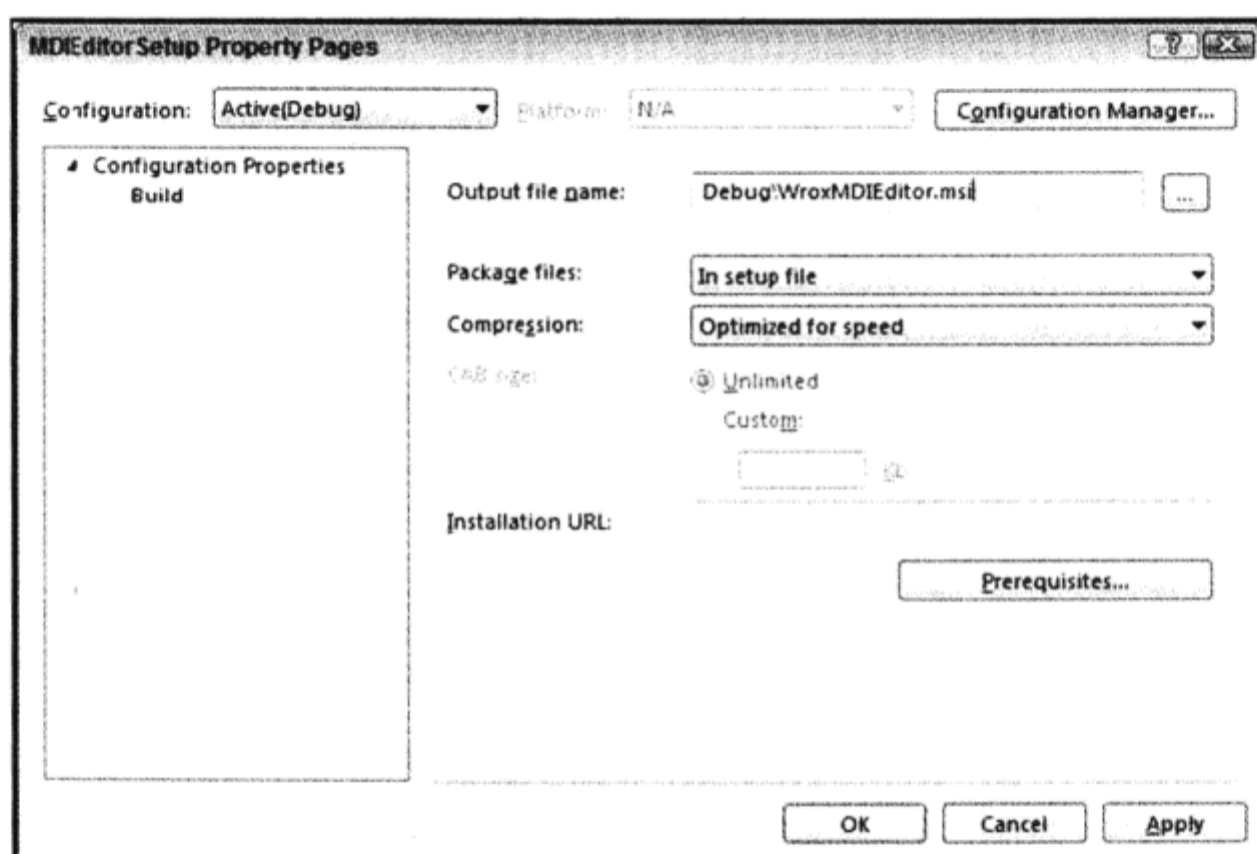 MDIEditorSetup Property Pages
Configuration: Active(Debug) Platform: N/A Configuration Manager...
Configuration Properties
Build
Output file name: Debug\WroxMDIEditor.msi ...
Package files: In setup file
Compression: Optimized for speed
CAB size: Unlimited
Custom:
Kb
Installation URL:
Prerequisites...
OK Cancel Apply